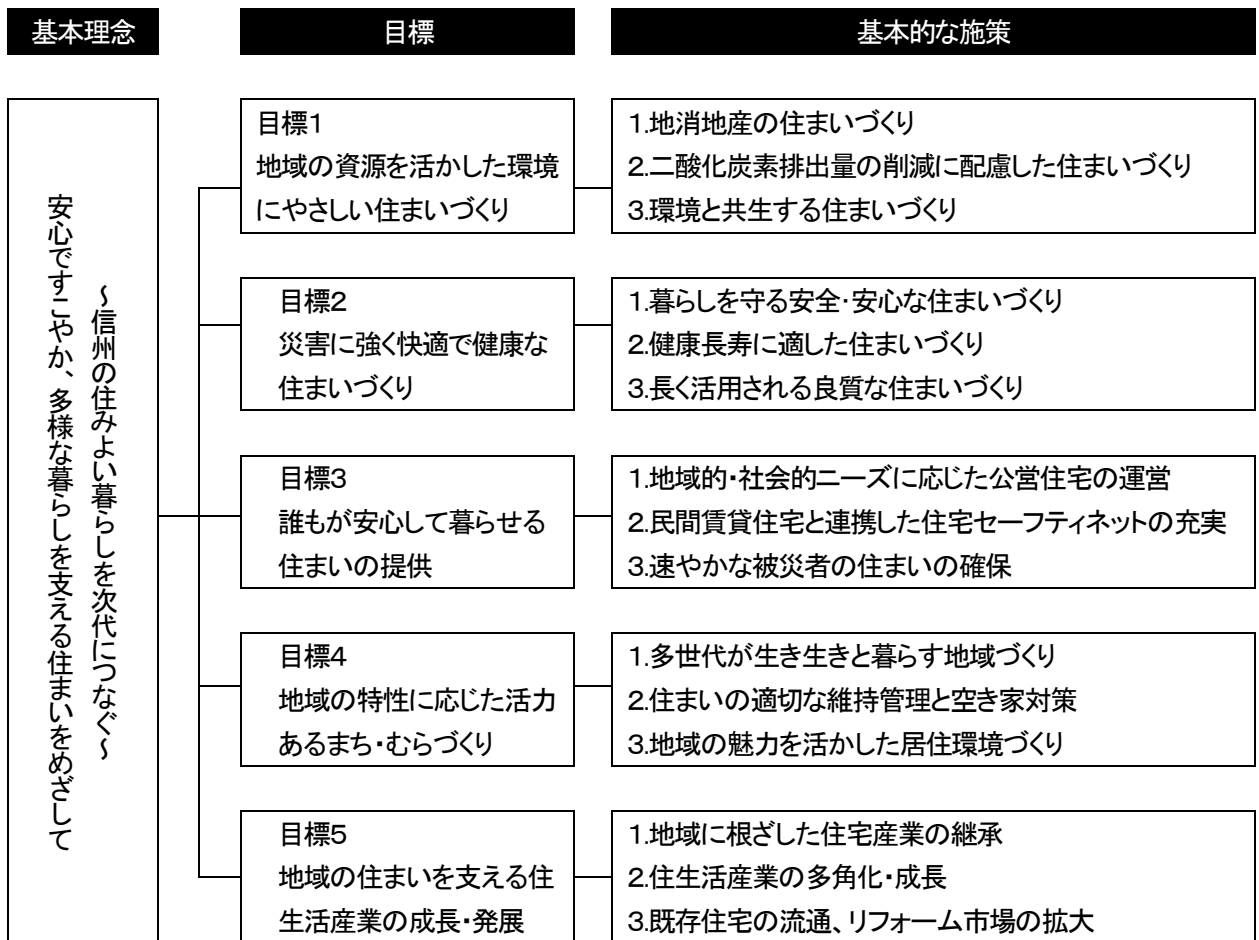 基本理念
目標
基本的な施策
～信州の住みよい暮らしを次代につなぐ～
安心ですこやか、多様な暮らしを支える住まいをめざして
目標1
地域の資源を活かした環境
にやさしい住まいづくり
1.地消地産の住まいづくり
2.二酸化炭素排出量の削減に配慮した住まいづくり
3.環境と共生する住まいづくり
目標2
災害に強く快適で健康な
住まいづくり
1.暮らしを守る安全・安心な住まいづくり
2.健康長寿に適した住まいづくり
3.長く活用される良質な住まいづくり
目標3
誰もが安心して暮らせる
住まいの提供
1.地域的・社会的ニーズに応じた公営住宅の運営
2.民間賃貸住宅と連携した住宅セーフティネットの充実
3.速やかな被災者の住まいの確保
目標4
地域の特性に応じた活力
あるまち・むらづくり
1.多世代が生き生きと暮らす地域づくり
2.住まいの適切な維持管理と空き家対策
3.地域の魅力を活かした居住環境づくり
目標5
地域の住まいを支える住
生活産業の成長・発展
1.地域に根ざした住宅産業の継承
2.住生活産業の多角化・成長
3.既存住宅の流通、リフォーム市場の拡大